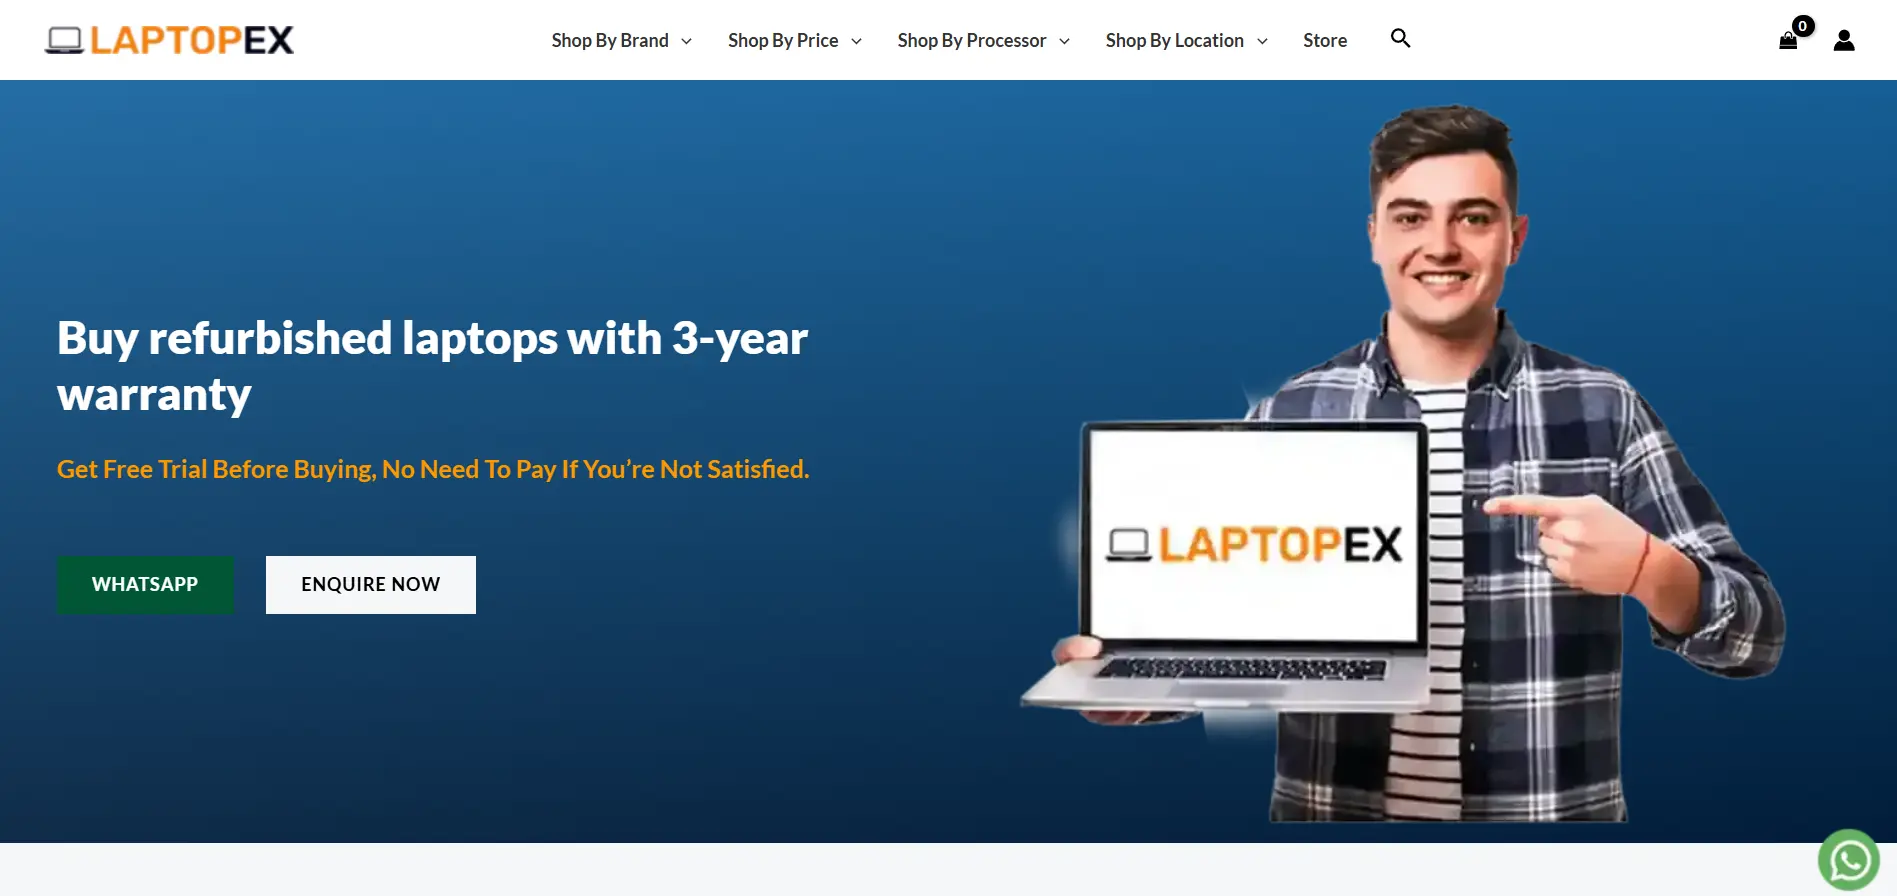 LAPTOPEX
Shop By Brand
Shop By Price
Shop By Processor
Shop By Location
Store
0
Buy refurbished laptops with 3-year
warranty
Get Free Trial Before Buying, No Need To Pay If You’re Not Satisfied.
WHATSAPP
ENQUIRE NOW
LAPTOPEX